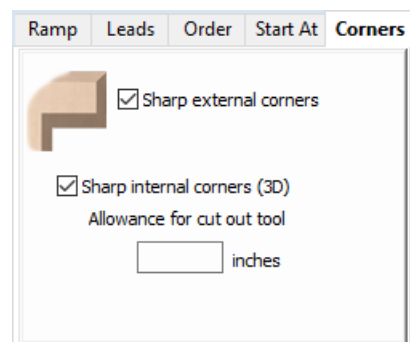 Ramp Leads Order Start At Corners
Sharp external corners
Sharp internal corners (3D)
Allowance for cut out tool
inches